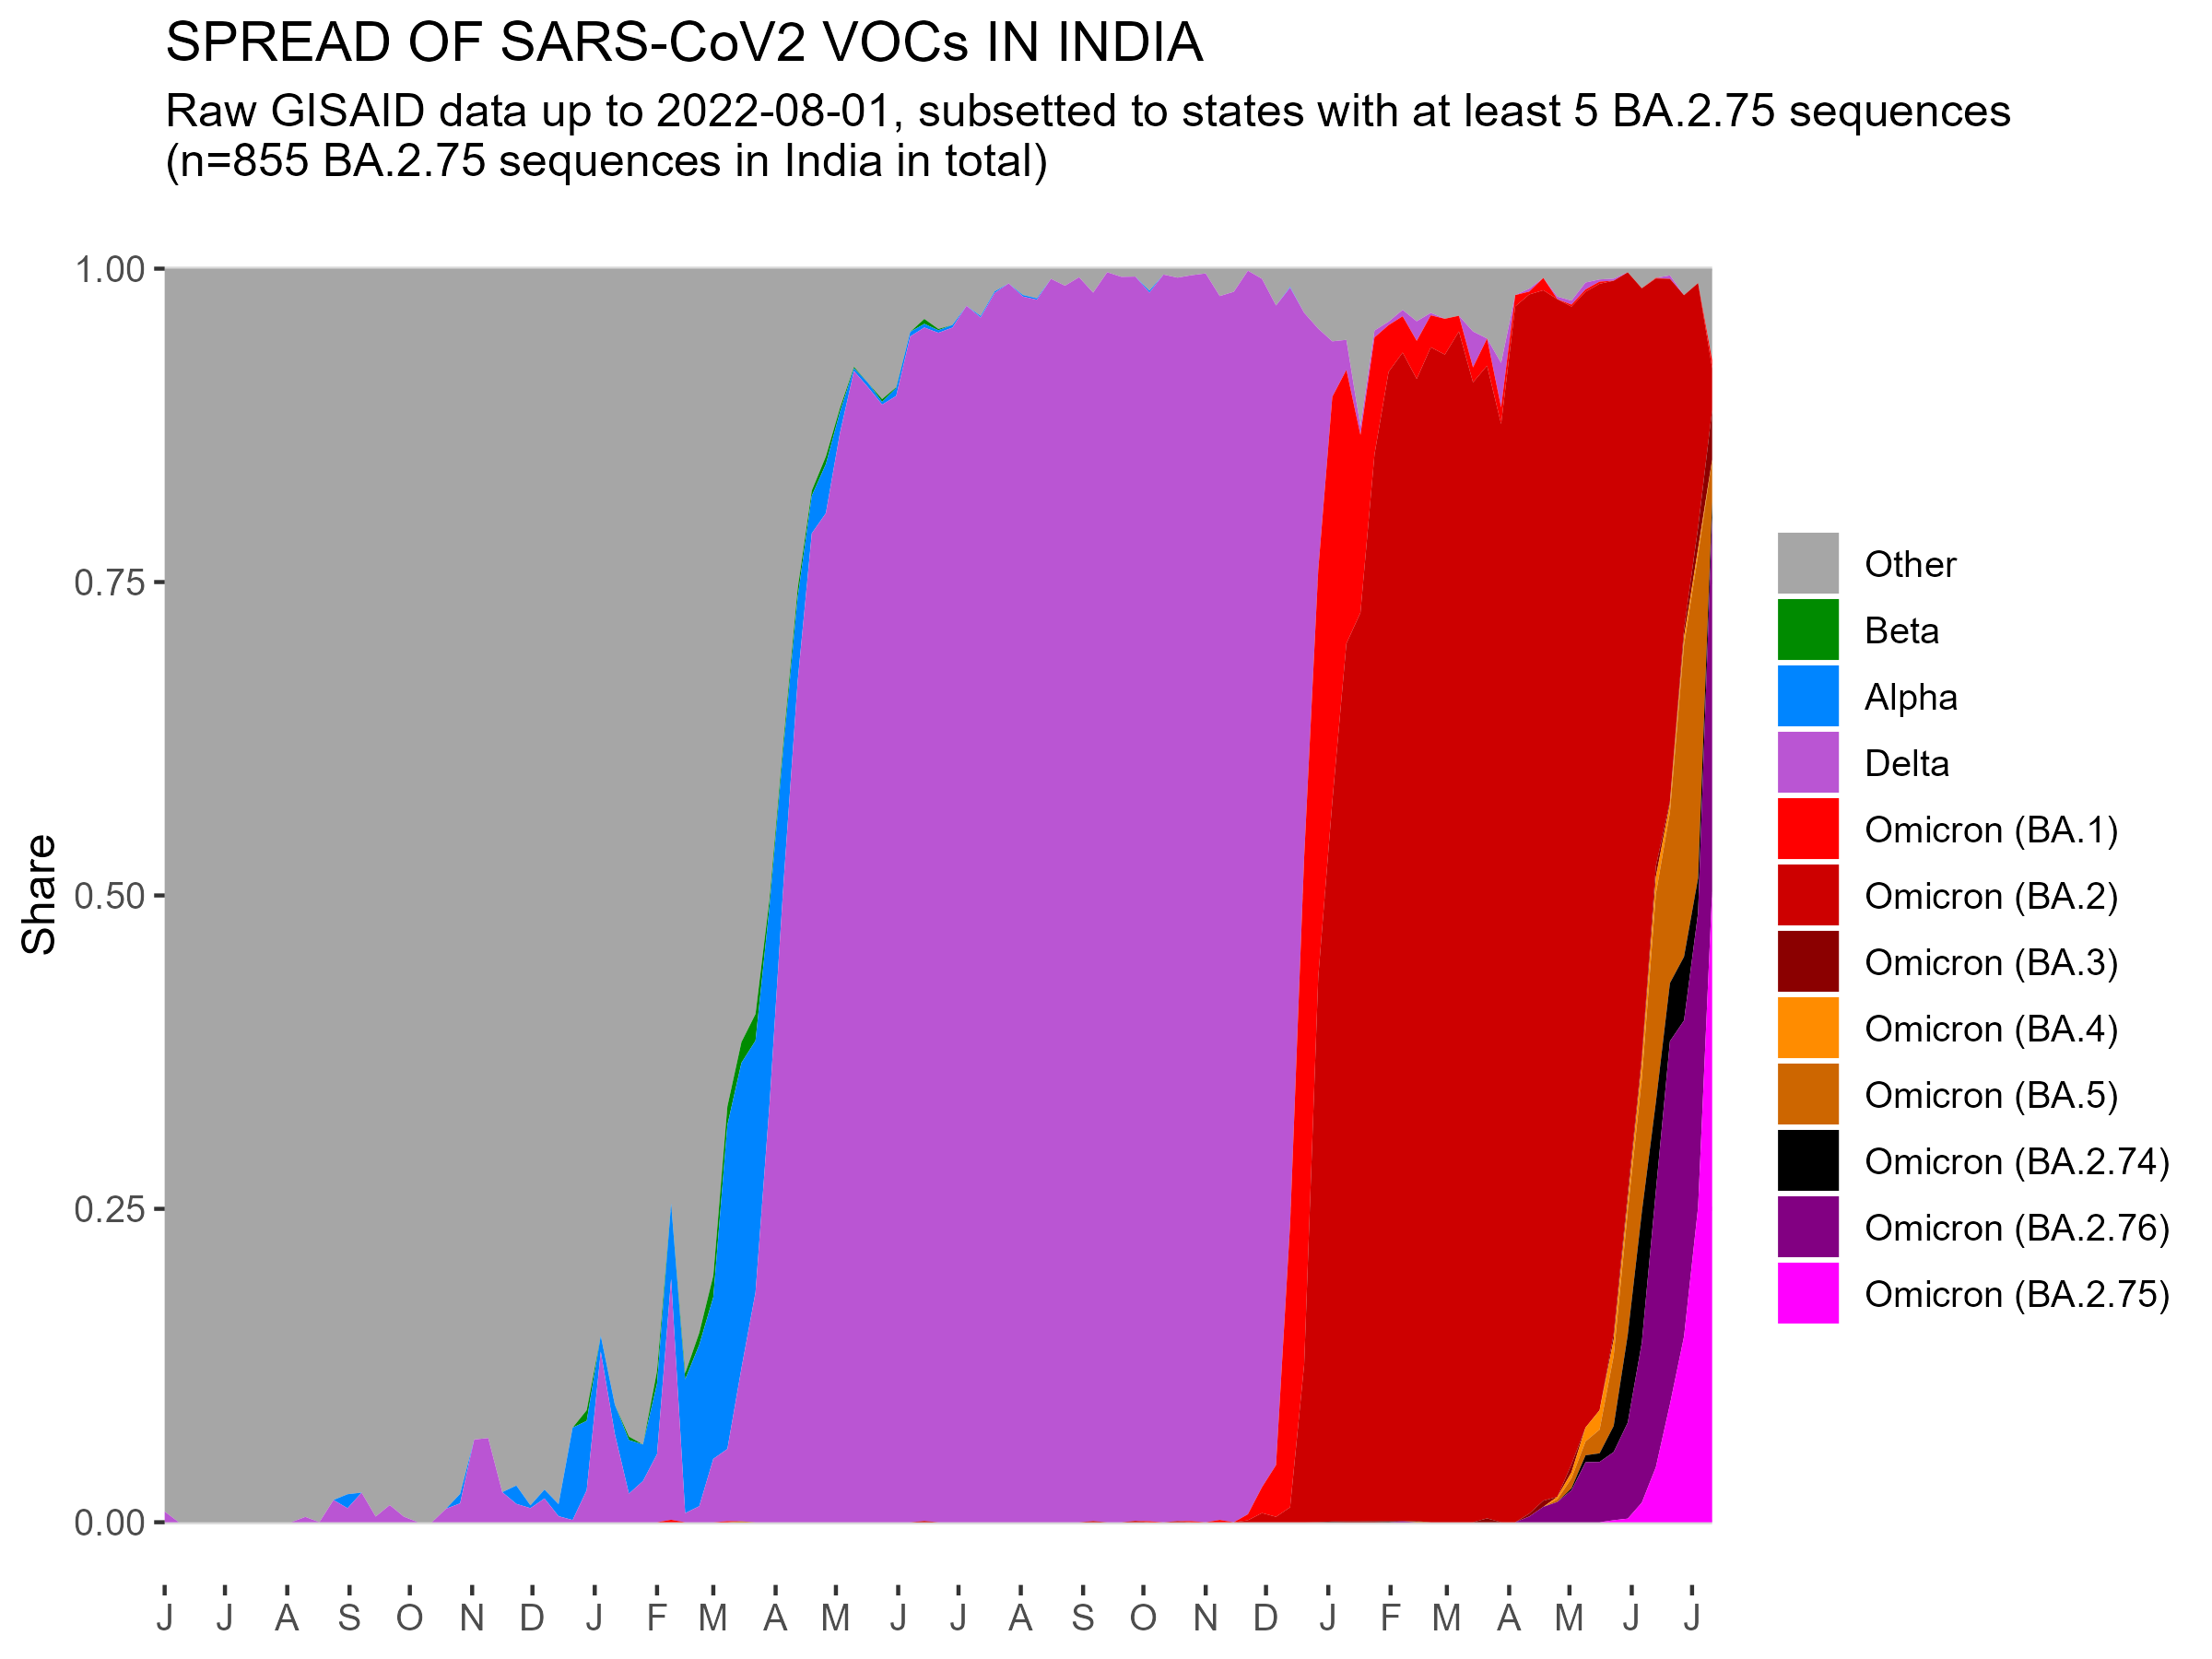 SPREAD OF SARS-CoV2 VOCs IN INDIA
Raw GISAID data up to 2022-08-01, subsetted to states with at least 5 BA.2.75 sequences
(n=855 BA.2.75 sequences in India in total)
1.00
0.75
0.50
0.25
0.00
Share
J J A S O N D J F M A M J J A S O N D J F M A M J J
Other
Beta
Alpha
Delta
Omicron (BA.1)
Omicron (BA.2)
Omicron (BA.3)
Omicron (BA.4)
Omicron (BA.5)
Omicron (BA.2.74)
Omicron (BA.2.76)
Omicron (BA.2.75)